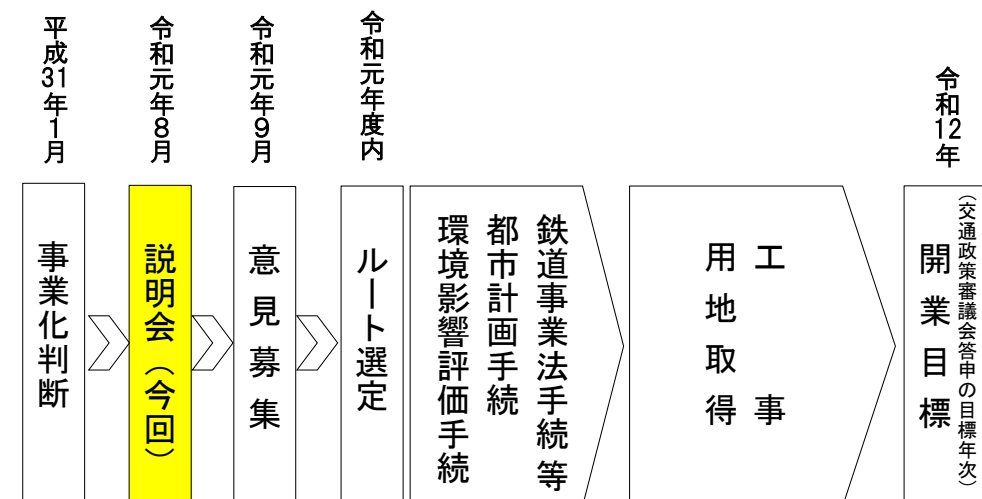 平成31年1月
事業化判断
令和元年8月
説明会（今回）
令和元年9月
意見募集
令和元年度内
ルート選定
環境影響評価手続
都市計画手続
鉄道事業法手続 等
用地取得
工事
令和12年
開業目標
（交通政策審議会答申の目標年次）